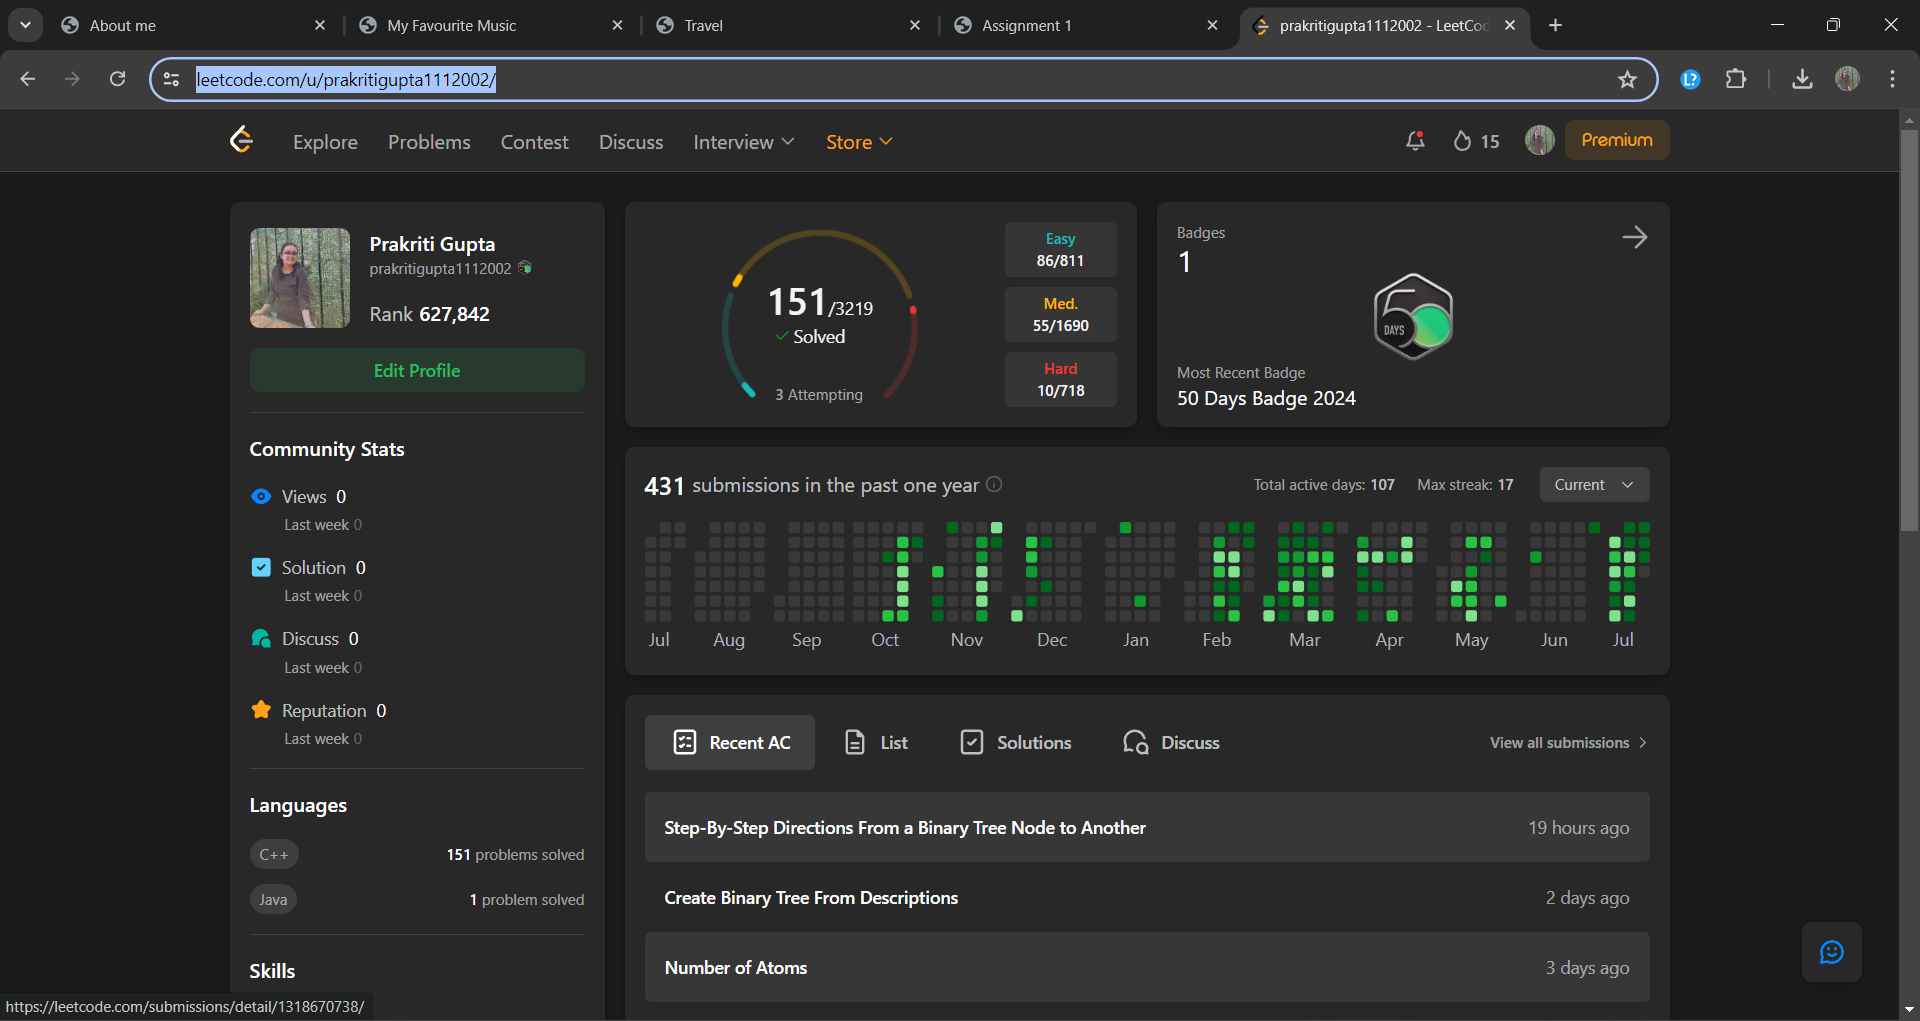 About me
My Favourite Music
Travel
Assignment 1
prakritigupta1112002 - LeetCo
leetcode.com/u/prakritigupta1112002/
L?
Explore
Problems
Contest
Discuss
Interview
Store
15
Premium
Prakriti Gupta
prakritigupta1112002
Rank 627,842
Edit Profile
Community Stats
Views 0
Last week 0
Solution 0
Last week 0
Discuss 0
Last week 0
Reputation 0
Last week 0
Languages
C++
151 problems solved
Java
1 problem solved
Skills
151/3219
Solved
3 Attempting
Easy
86/811
Med.
55/1690
Hard
10/718
Badges
1
50
DAYS
Most Recent Badge
50 Days Badge 2024
431 submissions in the past one year
Total active days: 107
Max streak: 17
Current
Jul Aug Sep Oct Nov Dec Jan Feb Mar Apr May Jun Jul
Recent AC
List
Solutions
Discuss
View all submissions
Step-By-Step Directions From a Binary Tree Node to Another
19 hours ago
Create Binary Tree From Descriptions
2 days ago
Number of Atoms
3 days ago
https://leetcode.com/submissions/detail/1318670738/